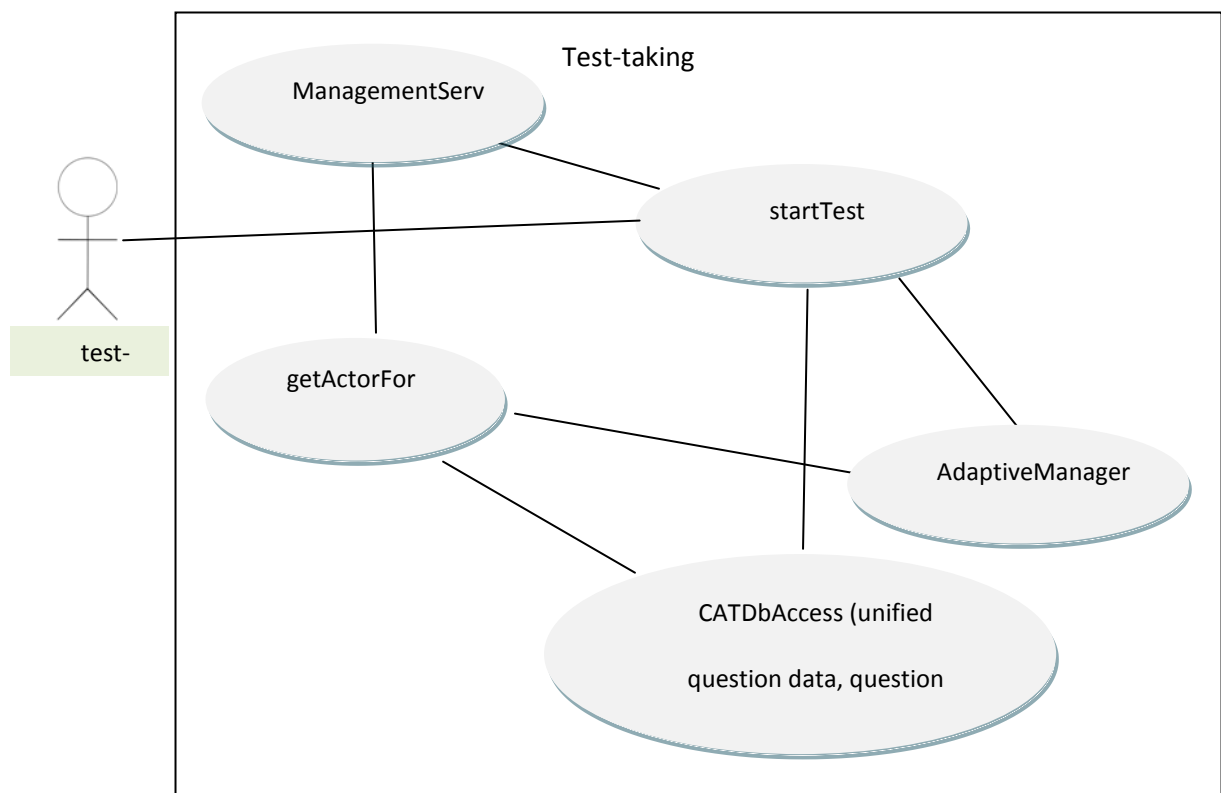 Test-taking
ManagementServ
startTest
test-
getActorFor
AdaptiveManager
CATDbAccess (unified
question data, question